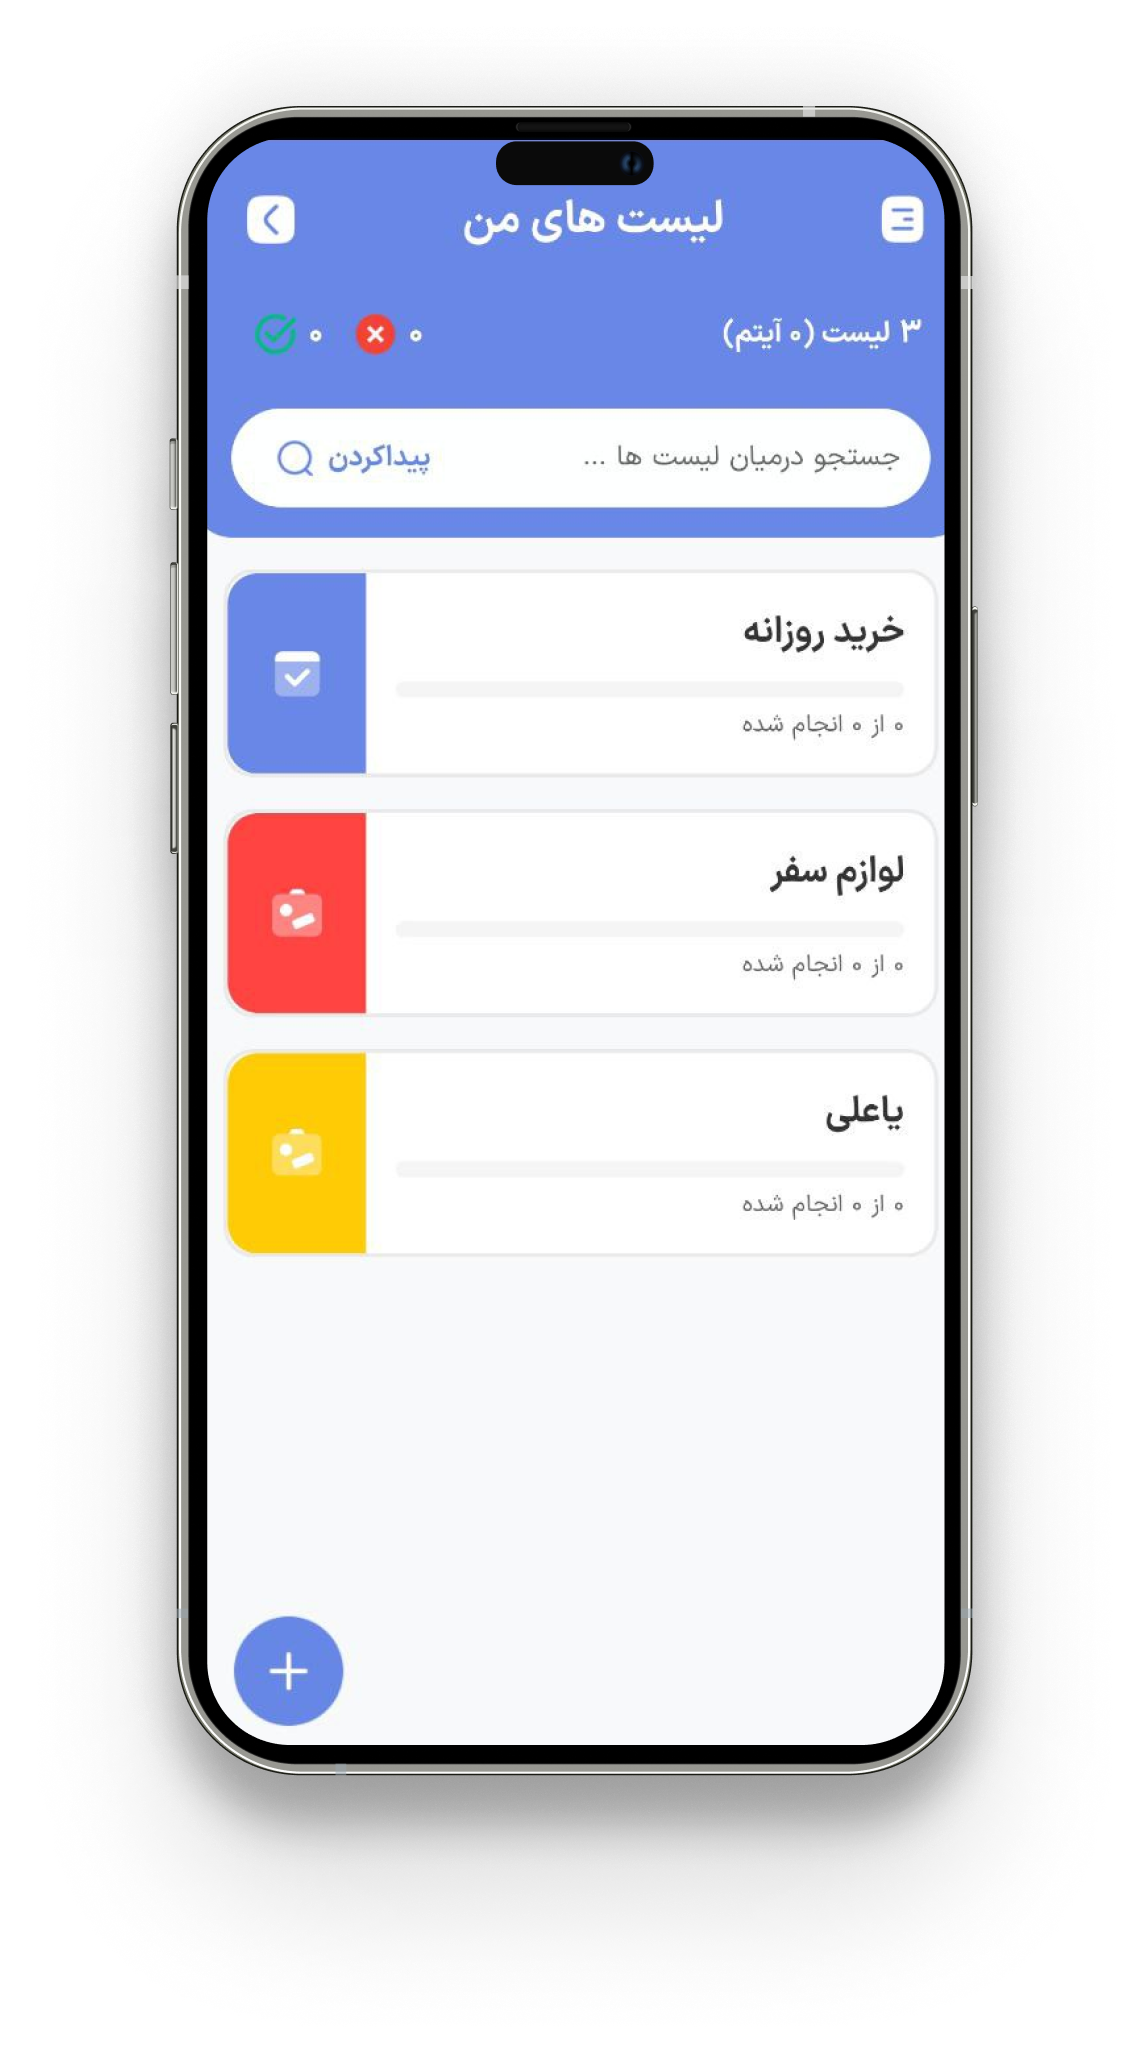 لیست های من
۳ لیست (۰ آیتم)
۰
۰
جستجو درمیان لیست ها ...
پیداکردن
خرید روزانه
۰ از ۰ انجام شده
لوازم سفر
۰ از ۰ انجام شده
یاعلی
۰ از ۰ انجام شده